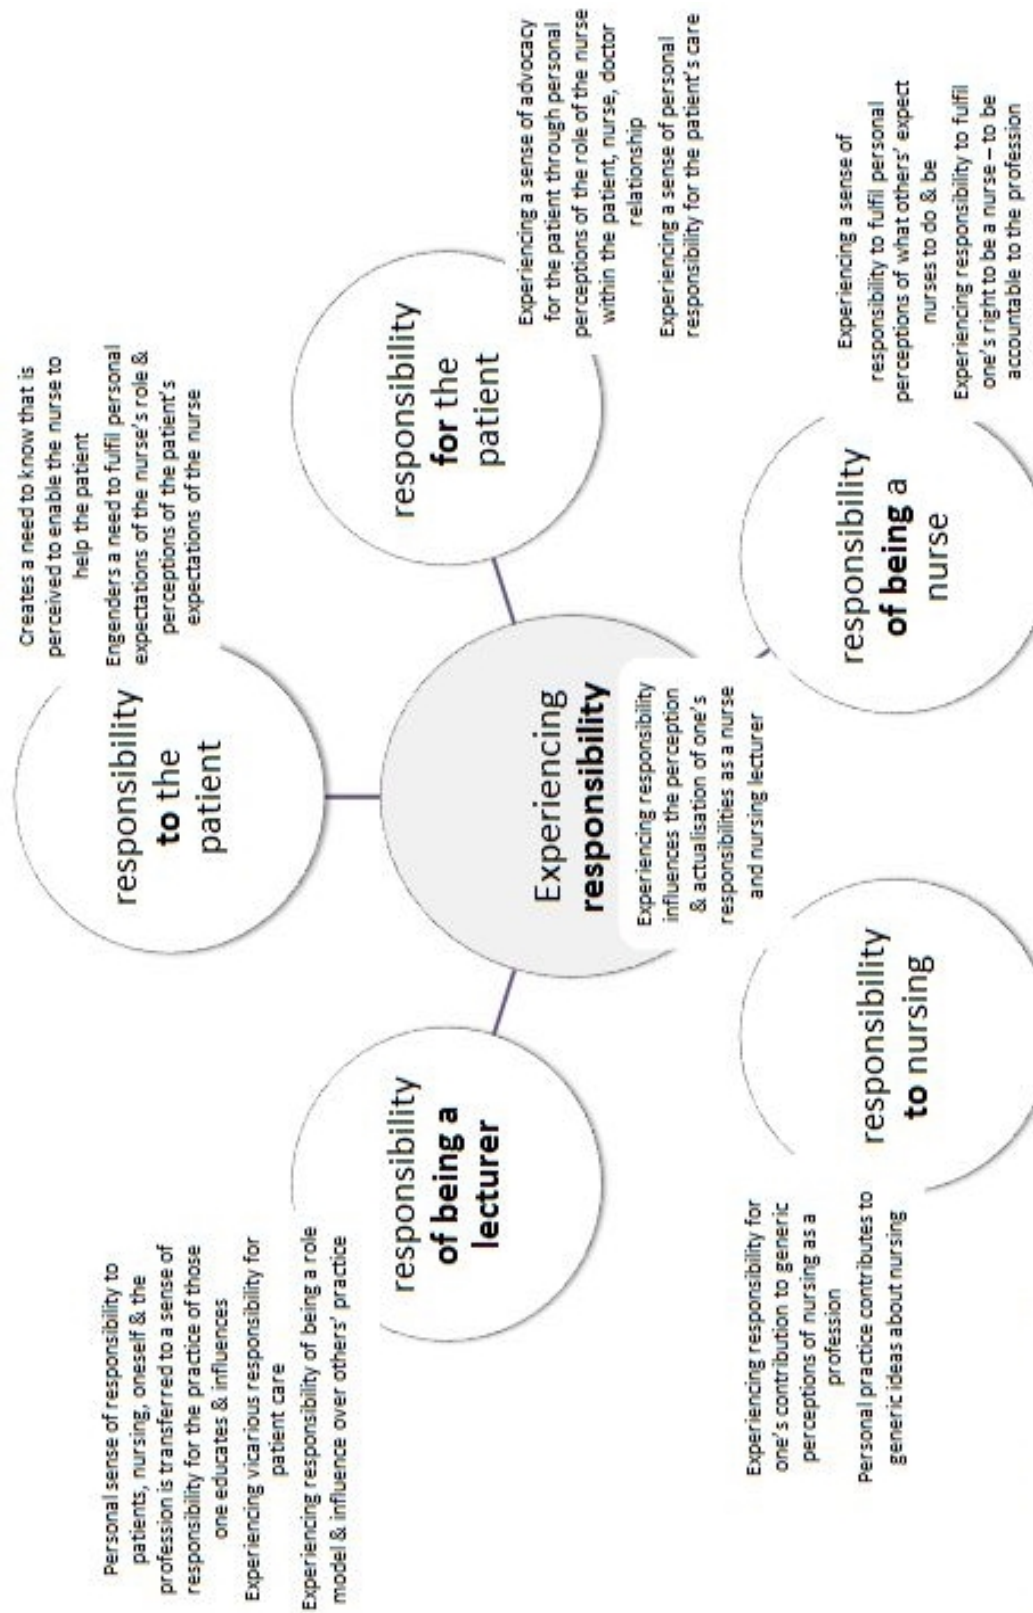 responsibility
to the
patient
Creates a need to know that is
perceived to enable the nurse to
help the patient
Engenders a need to fulfil personal
expectations of the nurse's role &
perceptions of the patient's
expectations of the nurse
responsibility
for the
patient
Experiencing a sense of advocacy
for the patient through personal
perceptions of the role of the nurse
within the patient, nurse, doctor
relationship
Experiencing a sense of personal
responsibility for the patient's care
responsibility
of being a
nurse
Experiencing a sense of
responsibility to fulfil personal
perceptions of what others' expect
nurses to do & be
Experiencing responsibility to fulfil
one's right to be a nurse – to be
accountable to the profession
responsibility
to nursing
Experiencing responsibility for
one's contribution to generic
perceptions of nursing as a
profession
Personal practice contributes to
generic ideas about nursing
responsibility
of being a
lecturer
Personal sense of responsibility to
patients, nursing, oneself & the
profession is transferred to a sense of
responsibility for the practice of those
one educates & influences
Experiencing vicarious responsibility for
patient care
Experiencing responsibility of being a role
model & influence over others' practice
Experiencing
responsibility
Experiencing responsibility
influences the perception
& actualisation of one's
responsibilities as a nurse
and nursing lecturer